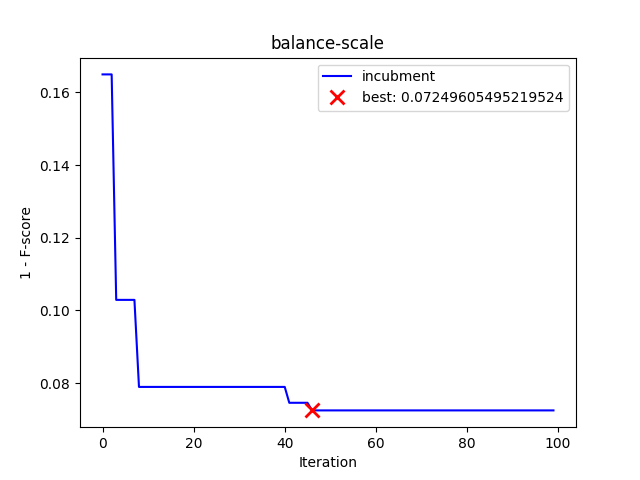 balance-scale
incubment
best: 0.07249605495219524
0.16
0.14
0.12
0.10
0.08
1 - F-score
0
20
40
60
80
100
Iteration